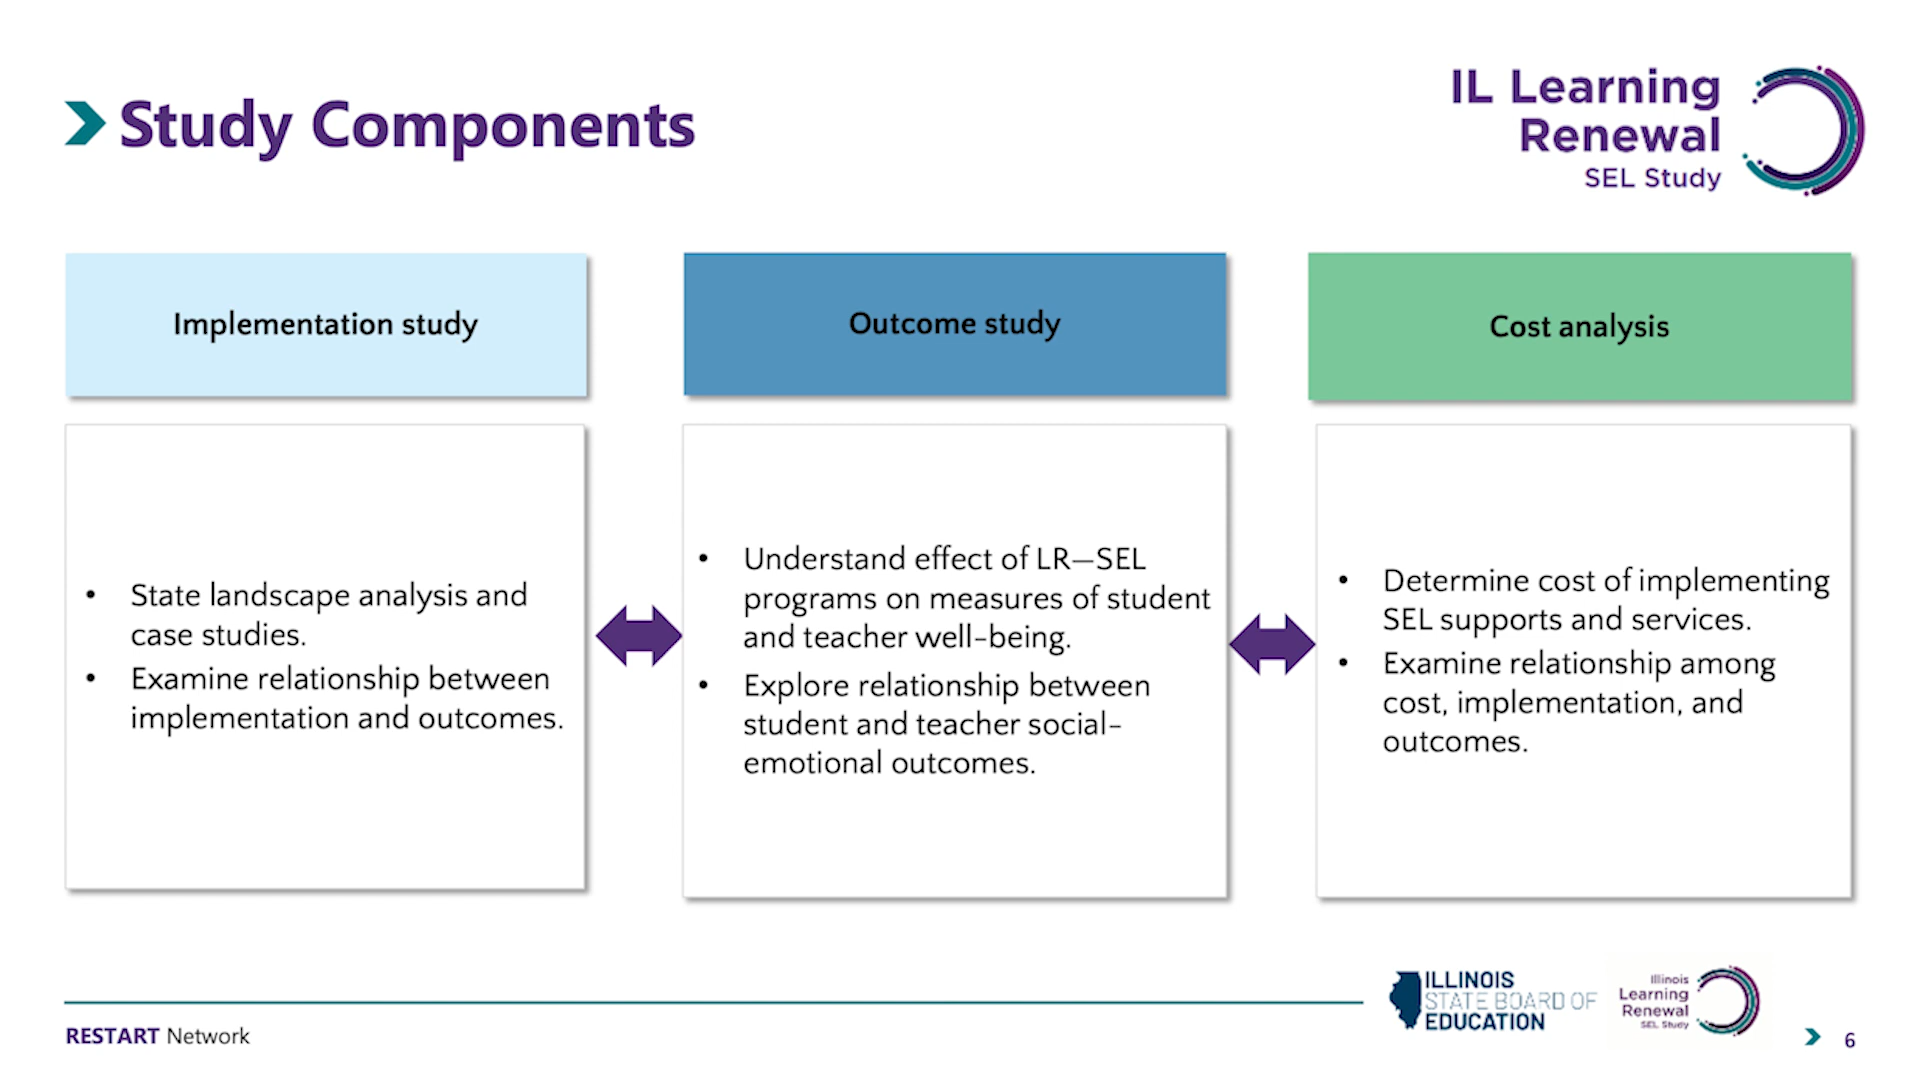 Study Components
IL Learning
Renewal
SEL Study
Implementation study
Outcome study
Cost analysis
• State landscape analysis and
case studies.
• Examine relationship between
implementation and outcomes.
• Understand effect of LR—SEL
programs on measures of student
and teacher well-being.
• Explore relationship between
student and teacher social-
emotional outcomes.
• Determine cost of implementing
SEL supports and services.
• Examine relationship among
cost, implementation, and
outcomes.
ILLINOIS
STATE BOARD OF
EDUCATION
Illinois
Learning
Renewal
SEL Study
RESTART Network
6